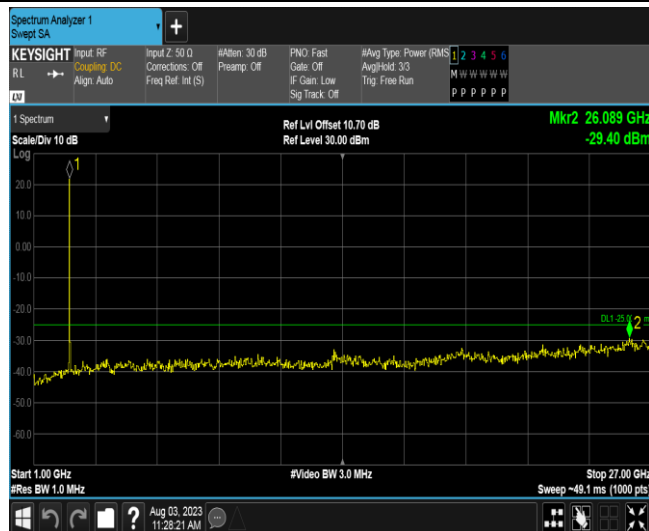 Spectrum Analyzer 1
Swept SA
+
KEYSIGHT
RL
LXI
Input: RF
Coupling: DC
Align: Auto
Input Z: 50 Ω
Corrections: Off
Freq Ref: Int (S)
#Atten: 30 dB
Preamp: Off
PNO: Fast
Gate: Off
IF Gain: Low
Sig Track: Off
#Avg Type: Power (RMS
Avg|Hold: 3/3
Trig: Free Run
1 2 3 4 5 6
M W W W W W
P P P P P P
1 Spectrum
Scale/Div 10 dB
Log
Ref Lvl Offset 10.70 dB
Ref Level 30.00 dBm
Mkr2 26.089 GHz
-29.40 dBm
1
20.0
10.0
0.00
-10.0
-20.0
DL1 -25.0
2
-30.0
-40.0
-50.0
-60.0
Start 1.00 GHz
#Res BW 1.0 MHz
#Video BW 3.0 MHz
Stop 27.00 GHz
Sweep ~49.1 ms (1000 pts)
?
Aug 03, 2023
11:28:21 AM